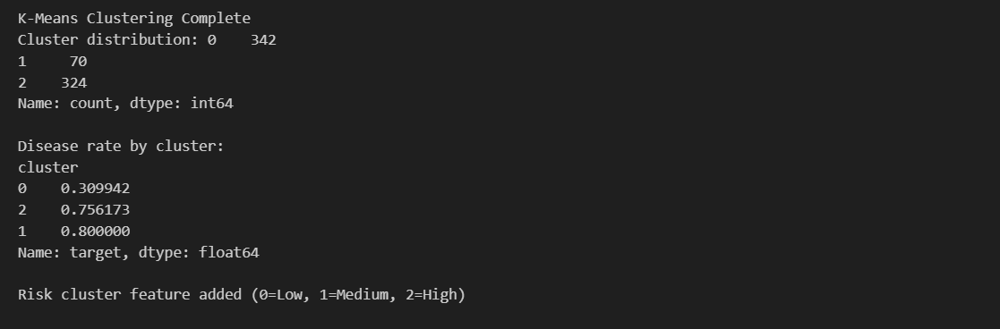 K-Means Clustering Complete
Cluster distribution: 0    342
1     70
2    324
Name: count, dtype: int64
Disease rate by cluster:
cluster
0    0.309942
2    0.756173
1    0.800000
Name: target, dtype: float64
Risk cluster feature added (0=Low, 1=Medium, 2=High)